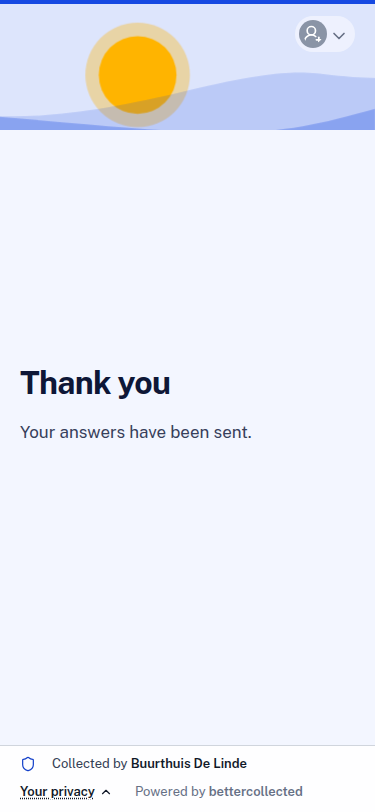 Thank you
Your answers have been sent.
Collected by Buurthuis De Linde
Your privacy
Powered by bettercollected